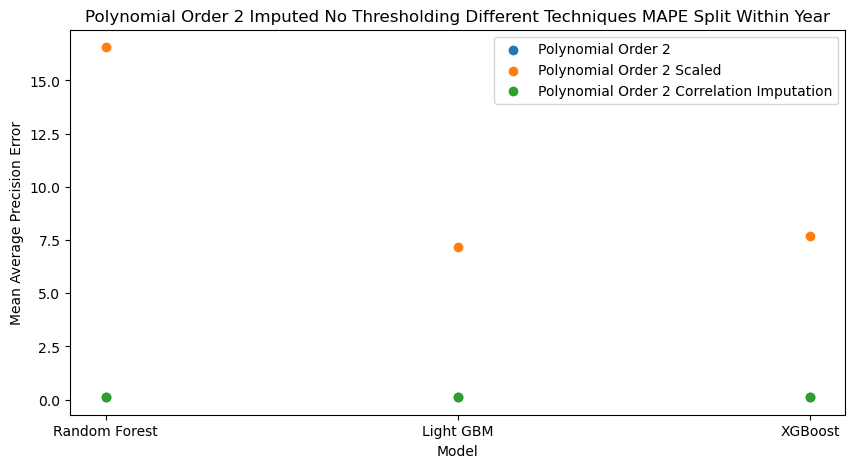 Polynomial Order 2 Imputed No Thresholding Different Techniques MAPE Split Within Year
Polynomial Order 2
Polynomial Order 2 Scaled
Polynomial Order 2 Correlation Imputation
Mean Average Precision Error
15.0
12.5
10.0
7.5
5.0
2.5
0.0
Random Forest
Light GBM
XGBoost
Model